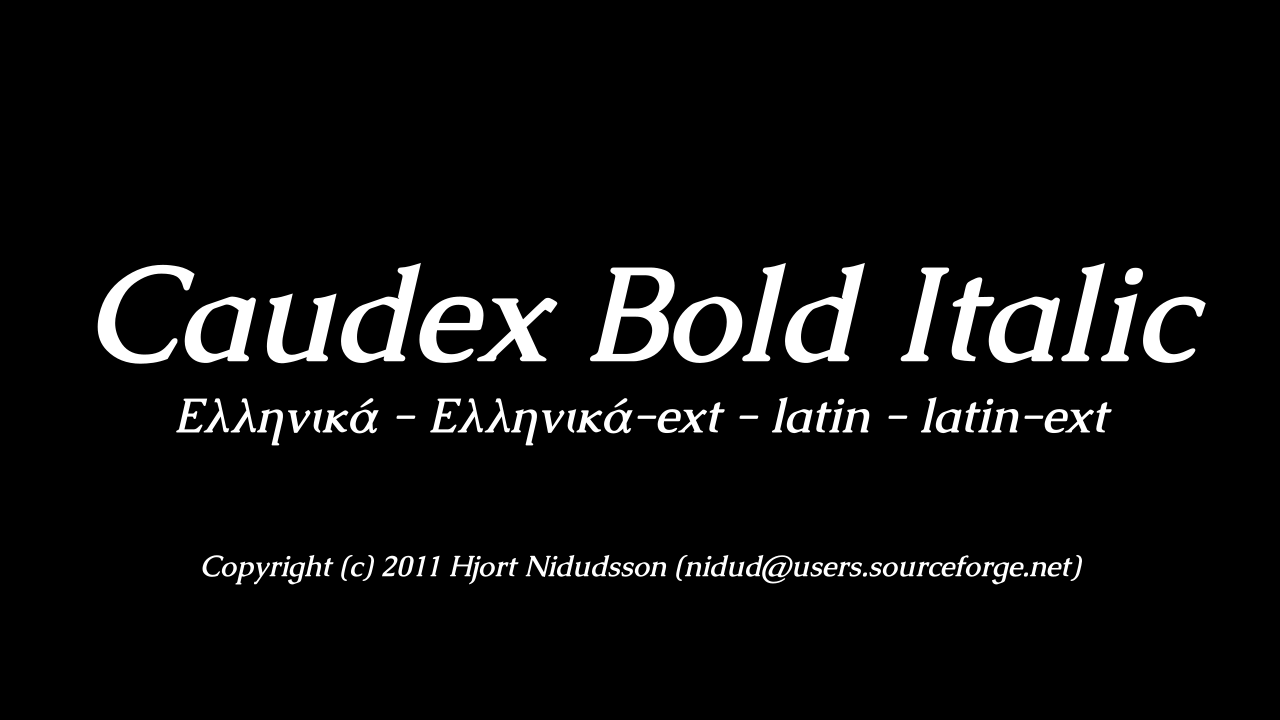 Caudex Bold Italic
Ελληνικά - Ελληνικά-ext - latin - latin-ext
Copyright (c) 2011 Hjort Nidudsson (nidud@users.sourceforge.net)